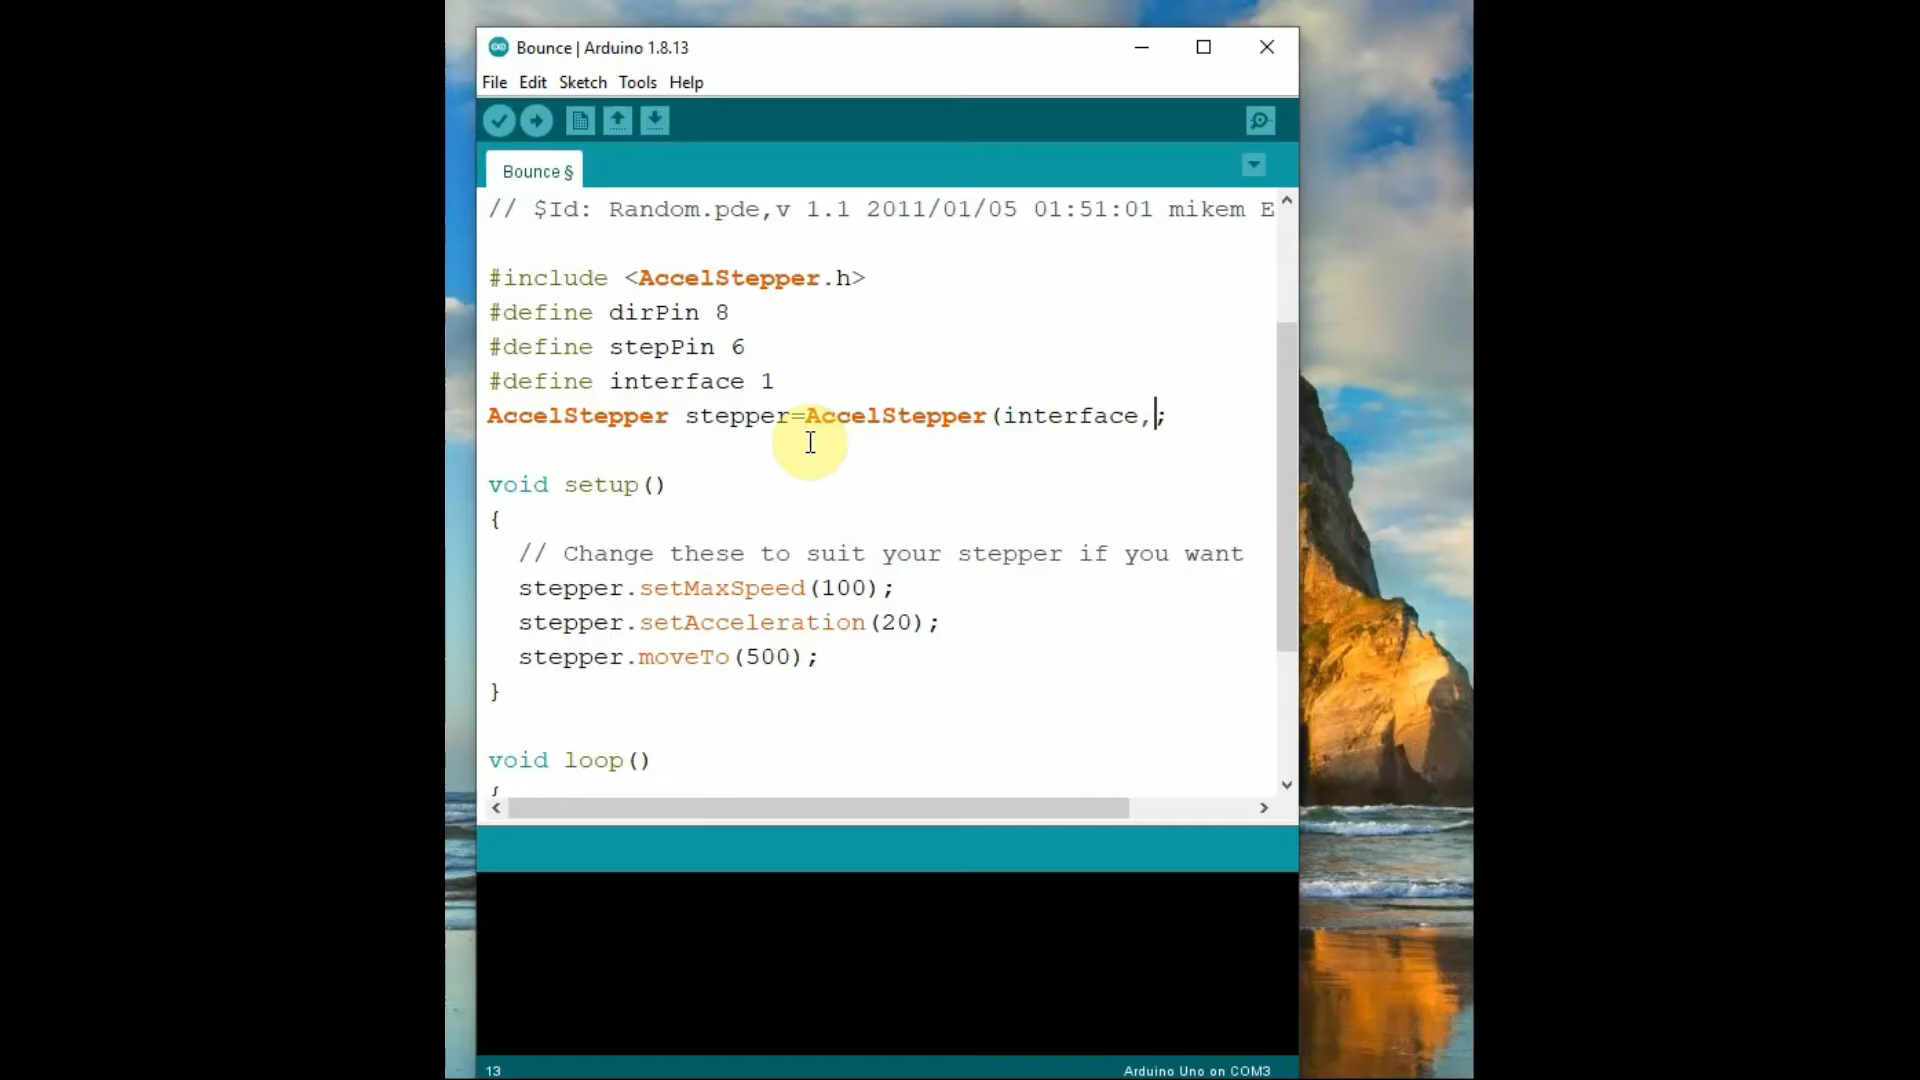 Bounce | Arduino 1.8.13
File Edit Sketch Tools Help
Bounce §
// $Id: Random.pde,v 1.1 2011/01/05 01:51:01 mikem E
#include <AccelStepper.h>
#define dirPin 8
#define stepPin 6
#define interface 1
AccelStepper stepper=AccelStepper(interface,;
void setup()
{
// Change these to suit your stepper if you want
stepper.setMaxSpeed(100);
stepper.setAcceleration(20);
stepper.moveTo(500);
}
void loop()
{
13
Arduino Uno on COM3